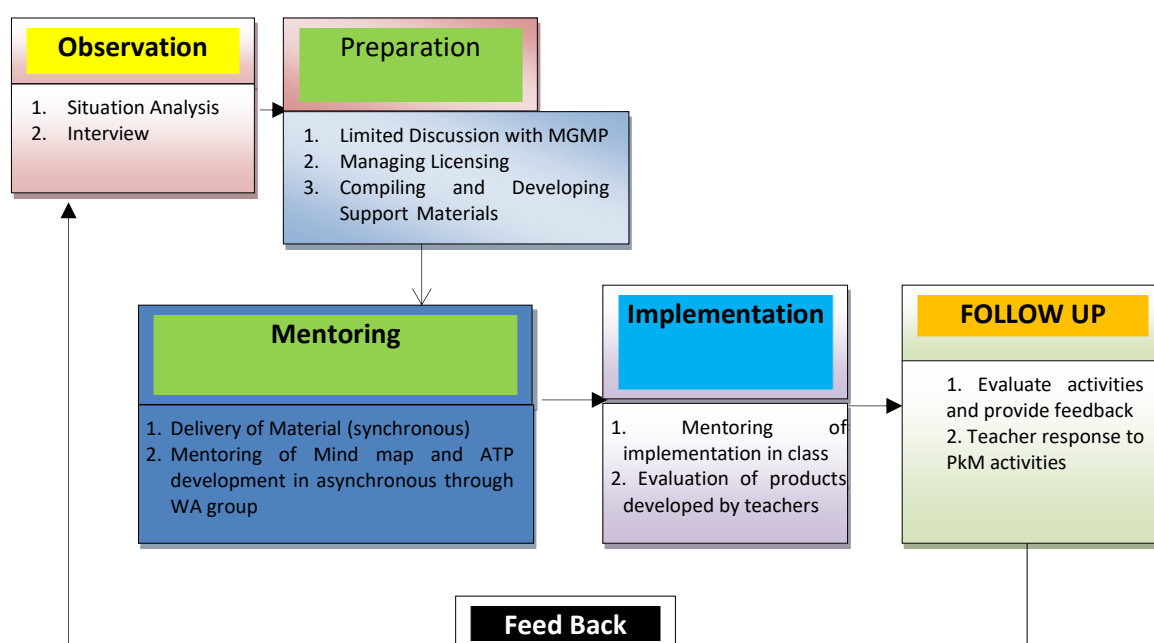 Observation
1. Situation Analysis
2. Interview
Preparation
1. Limited Discussion with MGMP
2. Managing Licensing
3. Compiling and Developing
Support Materials
Mentoring
1. Delivery of Material (synchronous)
2. Mentoring of Mind map and ATP
development in asynchronous through
WA group
Implementation
1. Mentoring of
implementation in class
2. Evaluation of products
developed by teachers
FOLLOW UP
1. Evaluate activities
and provide feedback
2. Teacher response to
PkM activities
Feed Back